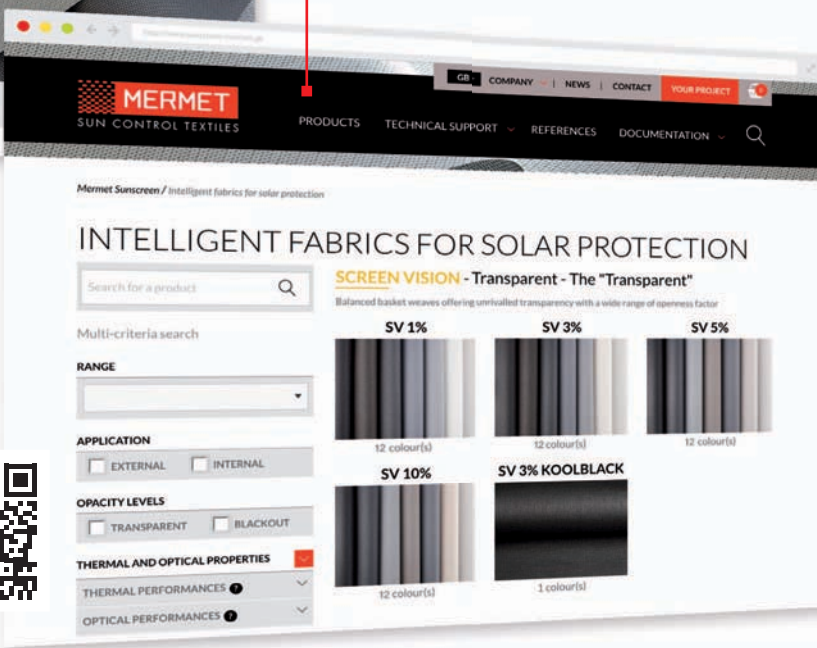 GB
COMPANY
NEWS
CONTACT
YOUR PROJECT
MERMET
SUN CONTROL TEXTILES
PRODUCTS
TECHNICAL SUPPORT
REFERENCES
DOCUMENTATION
Mermet Sunscreen / Intelligent fabrics for solar protection
INTELLIGENT FABRICS FOR SOLAR PROTECTION
Search for a product
Multi-criteria search
RANGE
APPLICATION
EXTERNAL
INTERNAL
OPACITY LEVELS
TRANSPARENT
BLACKOUT
THERMAL AND OPTICAL PROPERTIES
THERMAL PERFORMANCES ?
OPTICAL PERFORMANCES ?
SCREEN VISION - Transparent - The "Transparent"
Balanced basket weaves offering unrivalled transparency with a wide range of openness factor
SV 1%
12 colour(s)
SV 3%
12 colour(s)
SV 5%
12 colour(s)
SV 10%
12 colour(s)
SV 3% KOOLBLACK
1 colour(s)